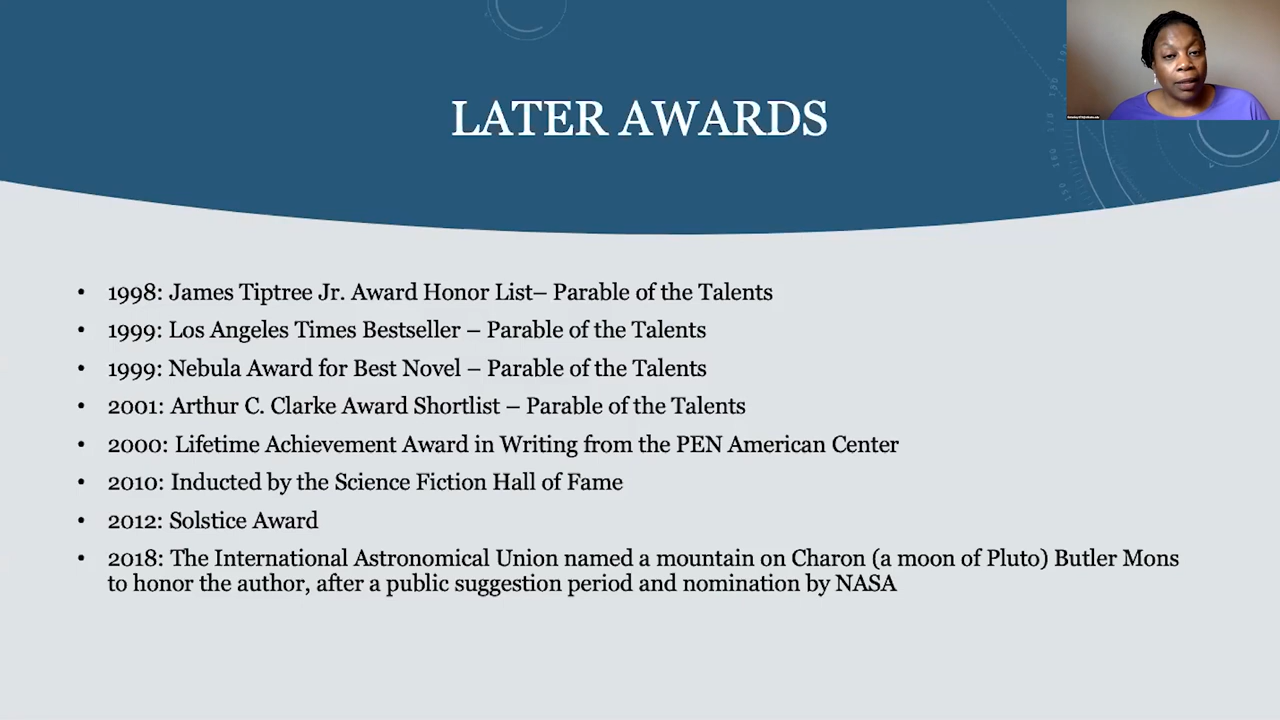 LATER AWARDS
• 1998: James Tiptree Jr. Award Honor List– Parable of the Talents
• 1999: Los Angeles Times Bestseller – Parable of the Talents
• 1999: Nebula Award for Best Novel – Parable of the Talents
• 2001: Arthur C. Clarke Award Shortlist – Parable of the Talents
• 2000: Lifetime Achievement Award in Writing from the PEN American Center
• 2010: Inducted by the Science Fiction Hall of Fame
• 2012: Solstice Award
• 2018: The International Astronomical Union named a mountain on Charon (a moon of Pluto) Butler Mons
to honor the author, after a public suggestion period and nomination by NASA